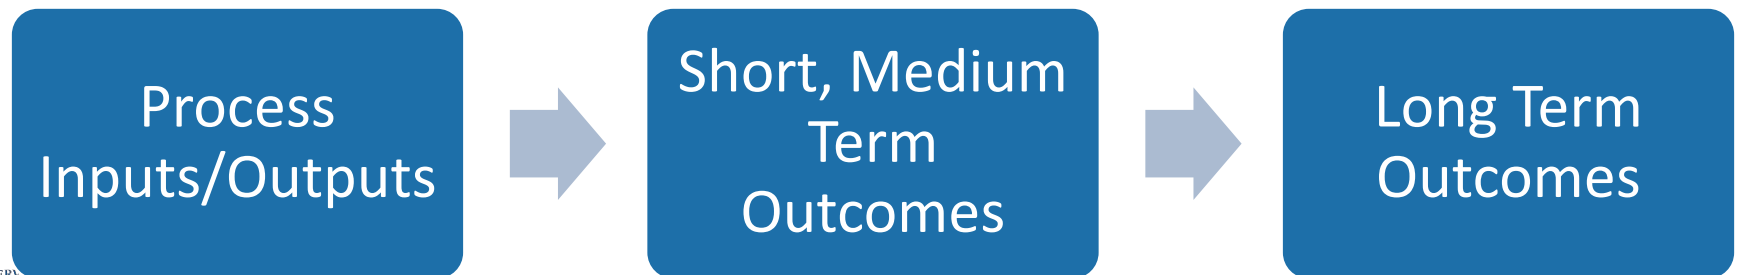 Process
Inputs/Outputs
Short, Medium
Term
Outcomes
Long Term
Outcomes